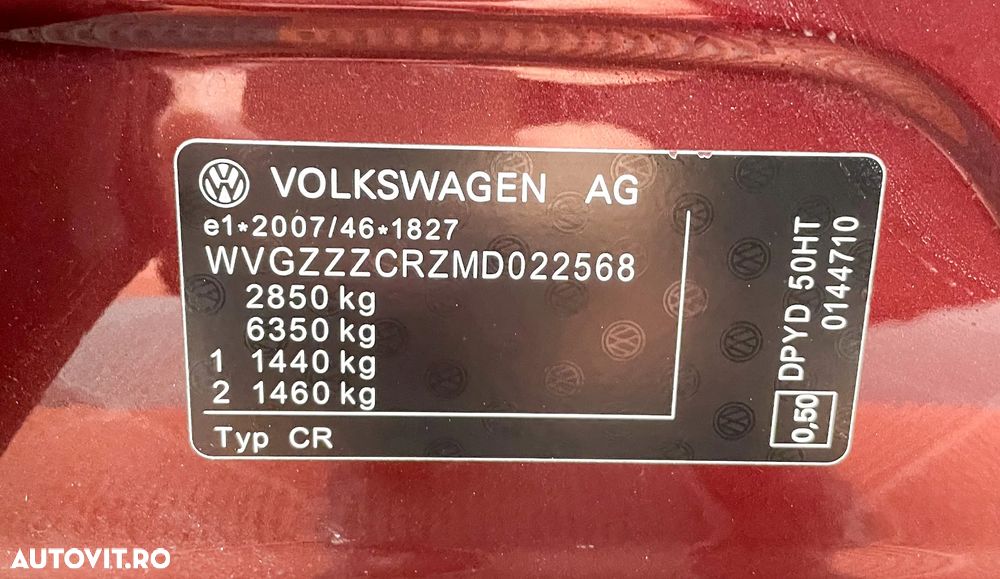 VOLKSWAGEN AG
e1*2007/46*1827
WVGZZZCRZMD022568
2850 kg
6350 kg
1 1440 kg
2 1460 kg
Typ CR
0,50 DPYD 50HT
0144710
AUTOVIT.RO